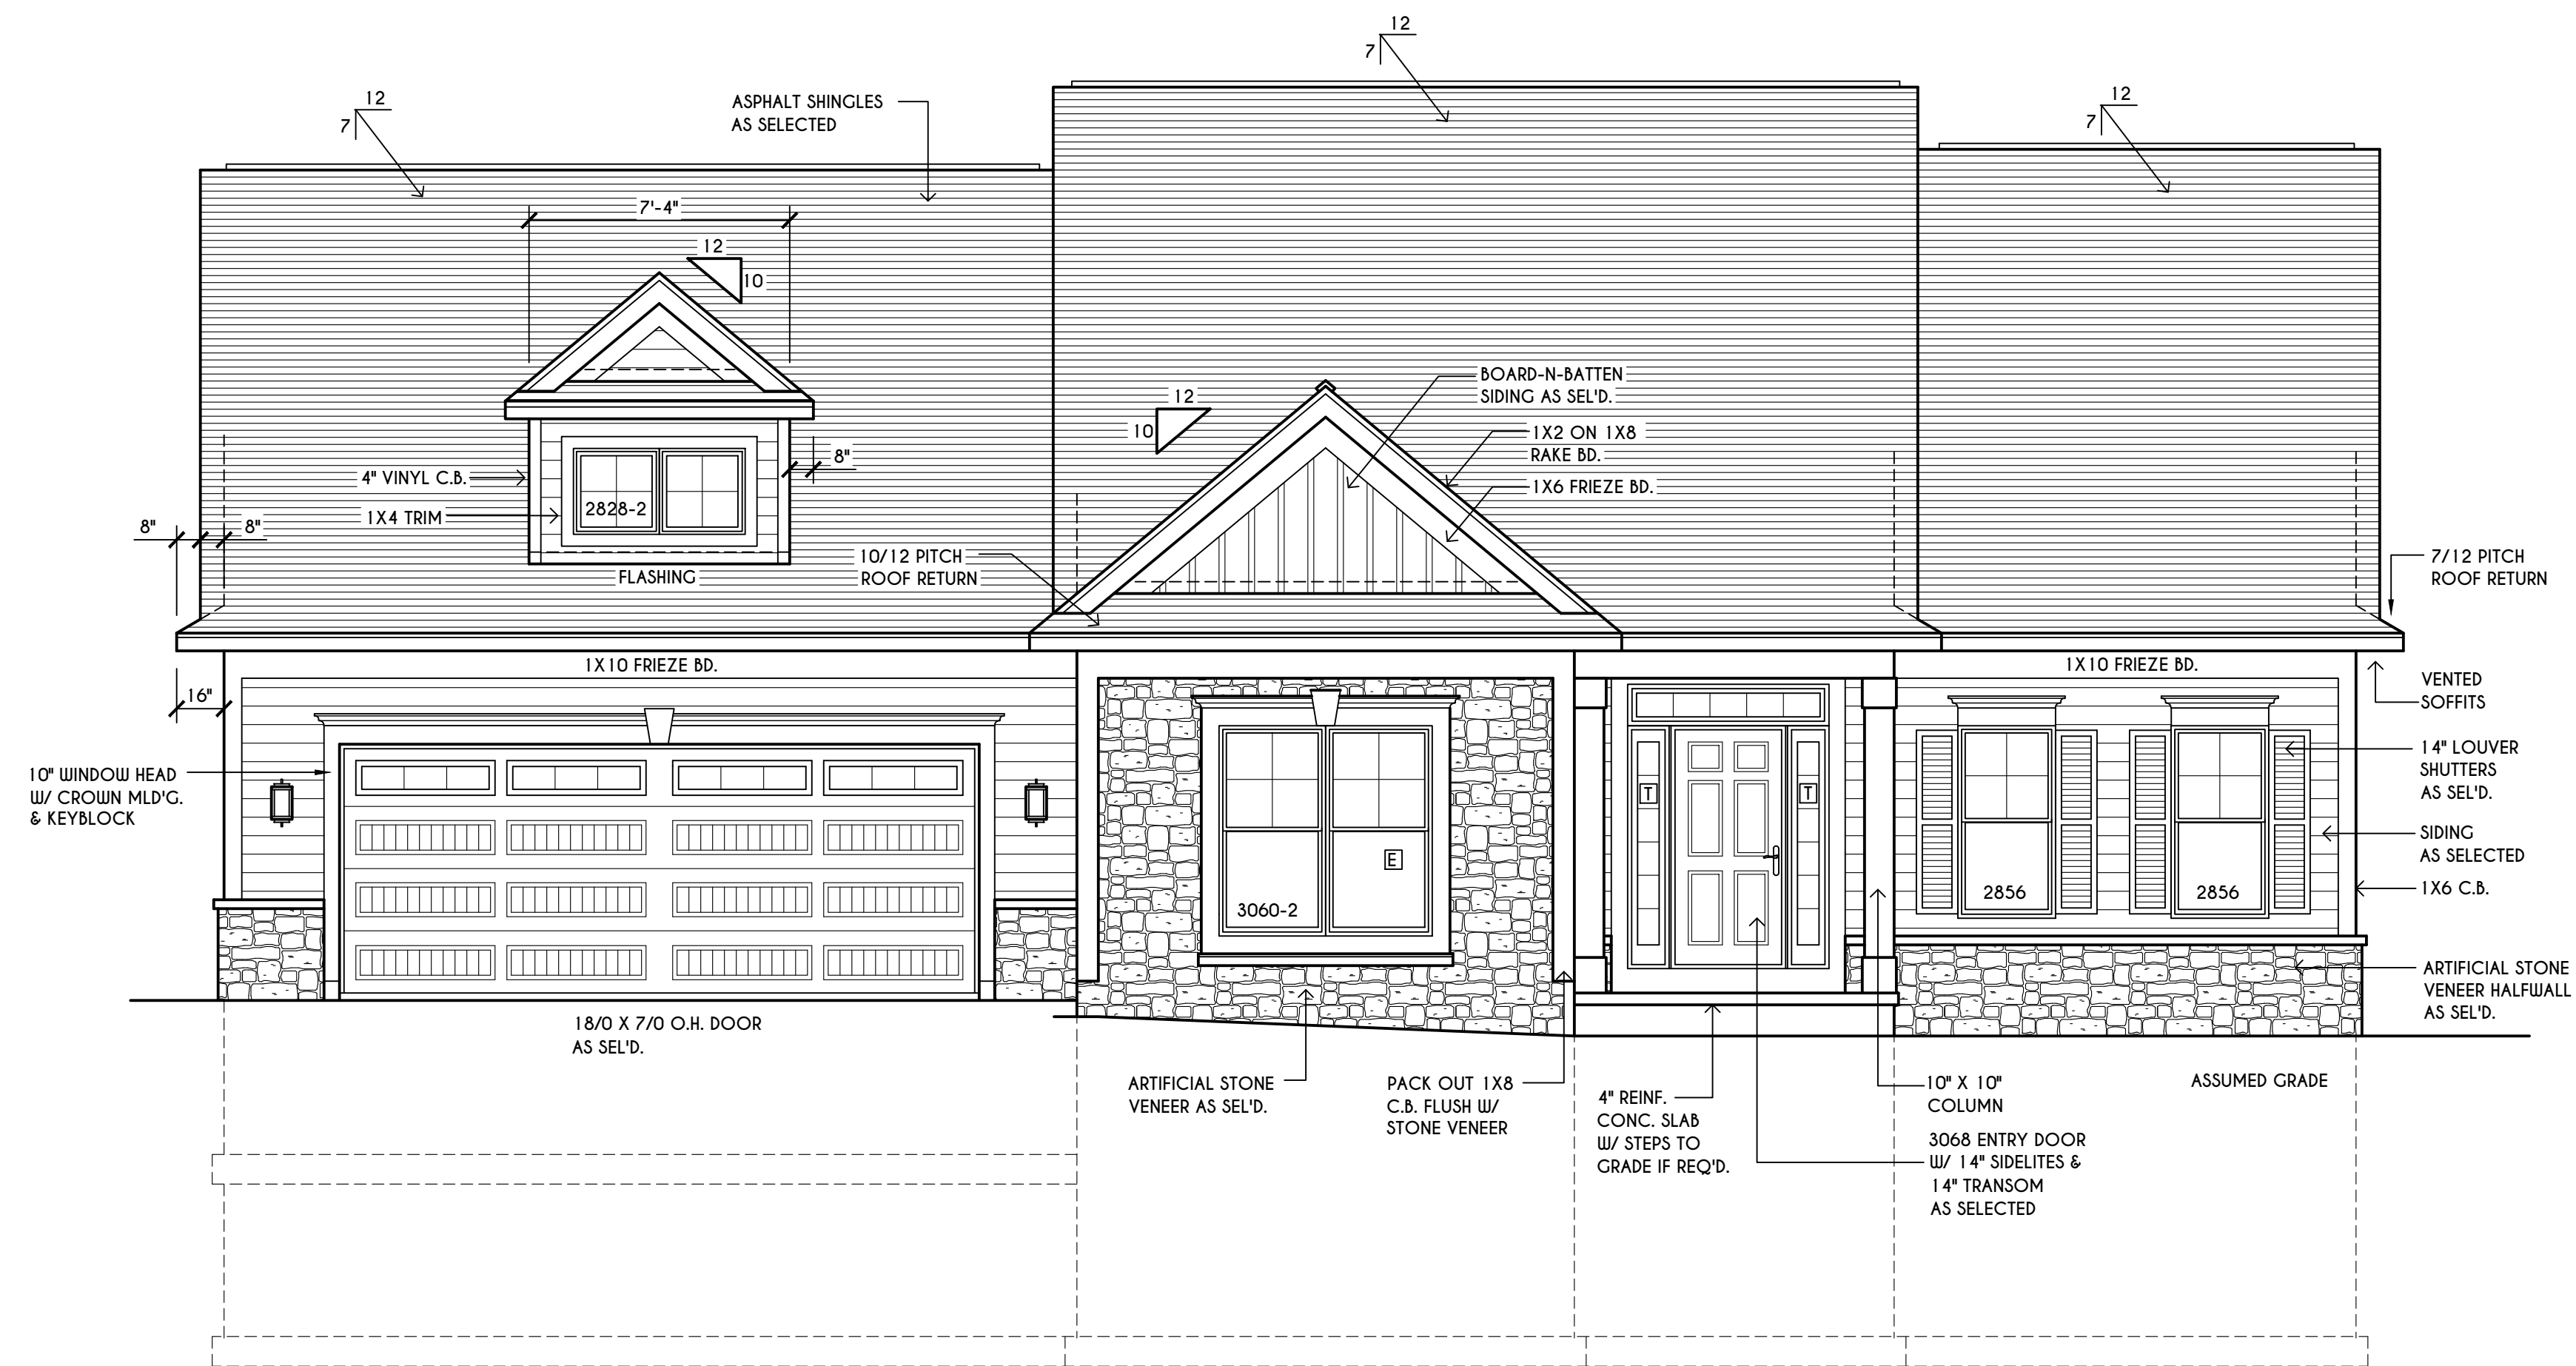 12
7
12
7
ASPHALT SHINGLES
AS SELECTED
12
7
7'-4"
12
10
BOARD-N-BATTEN
SIDING AS SEL'D.
12
10
1X2 ON 1X8
RAKE BD.
1X6 FRIEZE BD.
8"
4" VINYL C.B.
1X4 TRIM
2828-2
8"
8"
FLASHING
10/12 PITCH
ROOF RETURN
7/12 PITCH
ROOF RETURN
1X10 FRIEZE BD.
1X10 FRIEZE BD.
16"
VENTED
SOFFITS
10" WINDOW HEAD
W/ CROWN MLD'G.
& KEYBLOCK
14" LOUVER
SHUTTERS
AS SEL'D.
T
T
SIDING
AS SELECTED
E
1X6 C.B.
3060-2
2856
2856
ARTIFICIAL STONE
VENEER HALFWALL
AS SEL'D.
18/0 X 7/0 O.H. DOOR
AS SEL'D.
ARTIFICIAL STONE
VENEER AS SEL'D.
PACK OUT 1X8
C.B. FLUSH W/
STONE VENEER
4" REINF.
CONC. SLAB
W/ STEPS TO
GRADE IF REQ'D.
10" X 10"
COLUMN
ASSUMED GRADE
3068 ENTRY DOOR
W/ 14" SIDELITES &
14" TRANSOM
AS SELECTED